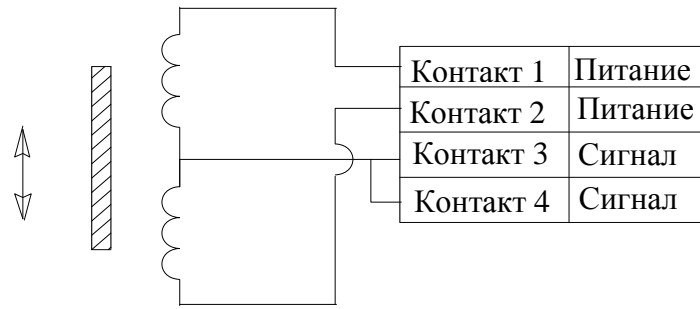 Контакт 1 Питание
Контакт 2 Питание
Контакт 3 Сигнал
Контакт 4 Сигнал